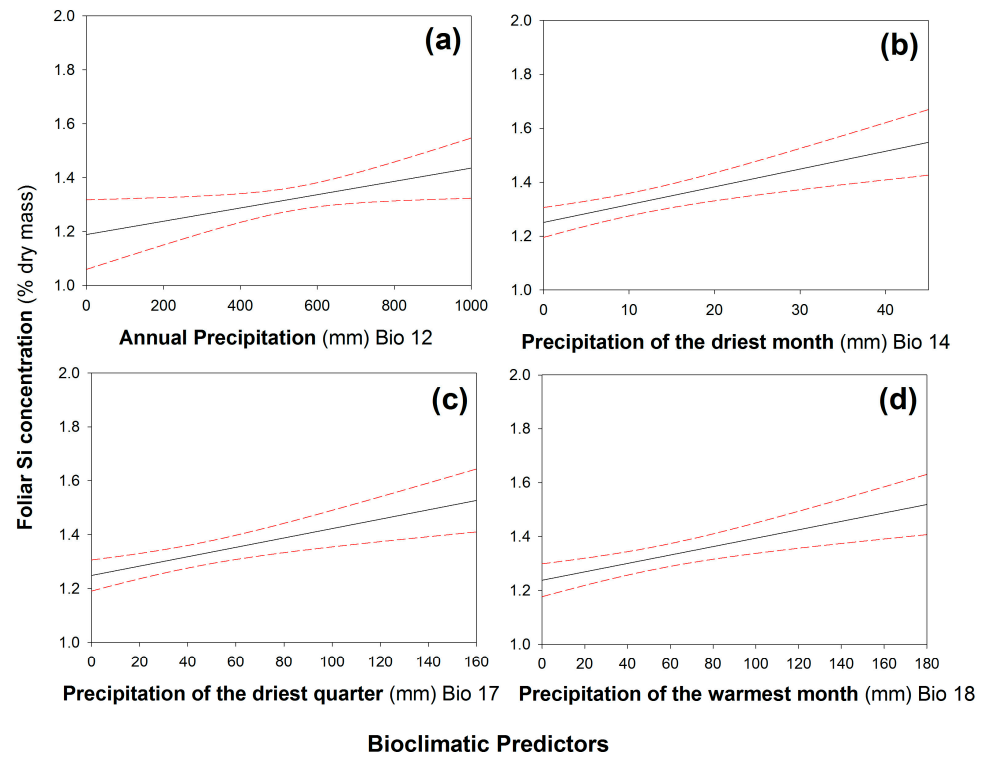 Foliar Si concentration (% dry mass)
(a)
2.0
1.8
1.6
1.4
1.2
1.0
0 200 400 600 800 1000
Annual Precipitation (mm) Bio 12
(b)
2.0
1.8
1.6
1.4
1.2
1.0
0 10 20 30 40
Precipitation of the driest month (mm) Bio 14
(c)
2.0
1.8
1.6
1.4
1.2
1.0
0 20 40 60 80 100 120 140 160
Precipitation of the driest quarter (mm) Bio 17
(d)
2.0
1.8
1.6
1.4
1.2
1.0
0 20 40 60 80 100 120 140 160 180
Precipitation of the warmest month (mm) Bio 18
Bioclimatic Predictors